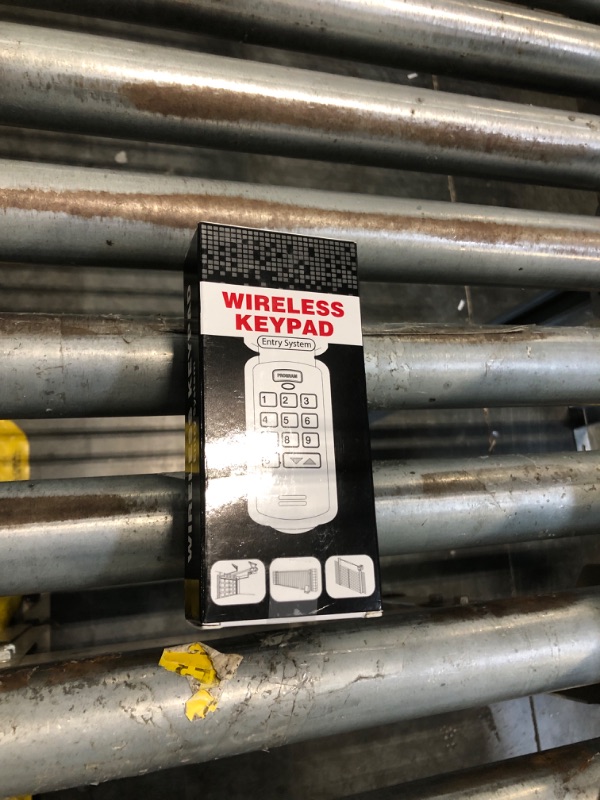 WIRELESS
KEYPAD
Entry System
PROGRAM
1 2 3
4 5 6
8 9